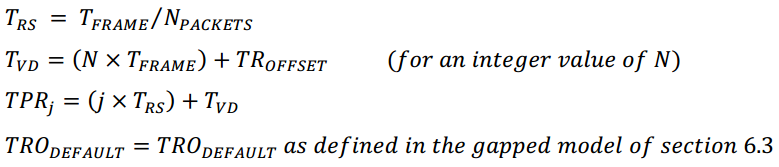 T_RS = T_FRAME/N_PACKETS
T_VD = (N × T_FRAME) + TR_OFFSET (for an integer value of N)
TPR_j = (j × T_RS) + T_VD
TRO_DEFAULT = TRO_DEFAULT as defined in the gapped model of section 6.3